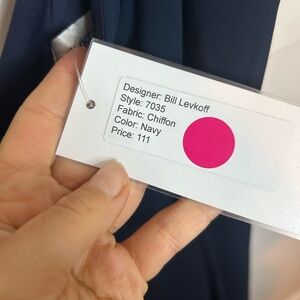 Designer: Bill Levkoff
Style: 7035
Fabric: Chiffon
Color: Navy
Price: 111